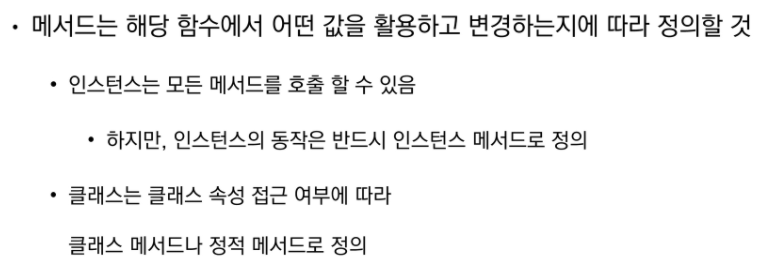 • 메서드는 해당 함수에서 어떤 값을 활용하고 변경하는지에 따라 정의할 것
• 인스턴스는 모든 메서드를 호출 할 수 있음
• 하지만, 인스턴스의 동작은 반드시 인스턴스 메서드로 정의
• 클래스는 클래스 속성 접근 여부에 따라
클래스 메서드나 정적 메서드로 정의